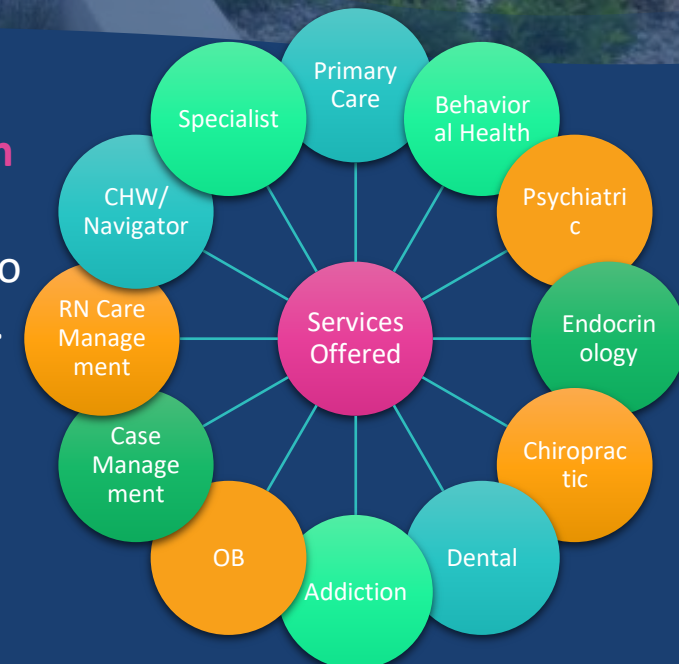 n
o
.
Primary
Care
Behavior
al Health
Psychiatri
c
Endocrin
ology
Chiroprac
tic
Dental
Addiction
OB
Case
Manage
ment
RN Care
Manage
ment
CHW/
Navigator
Specialist
Services
Offered